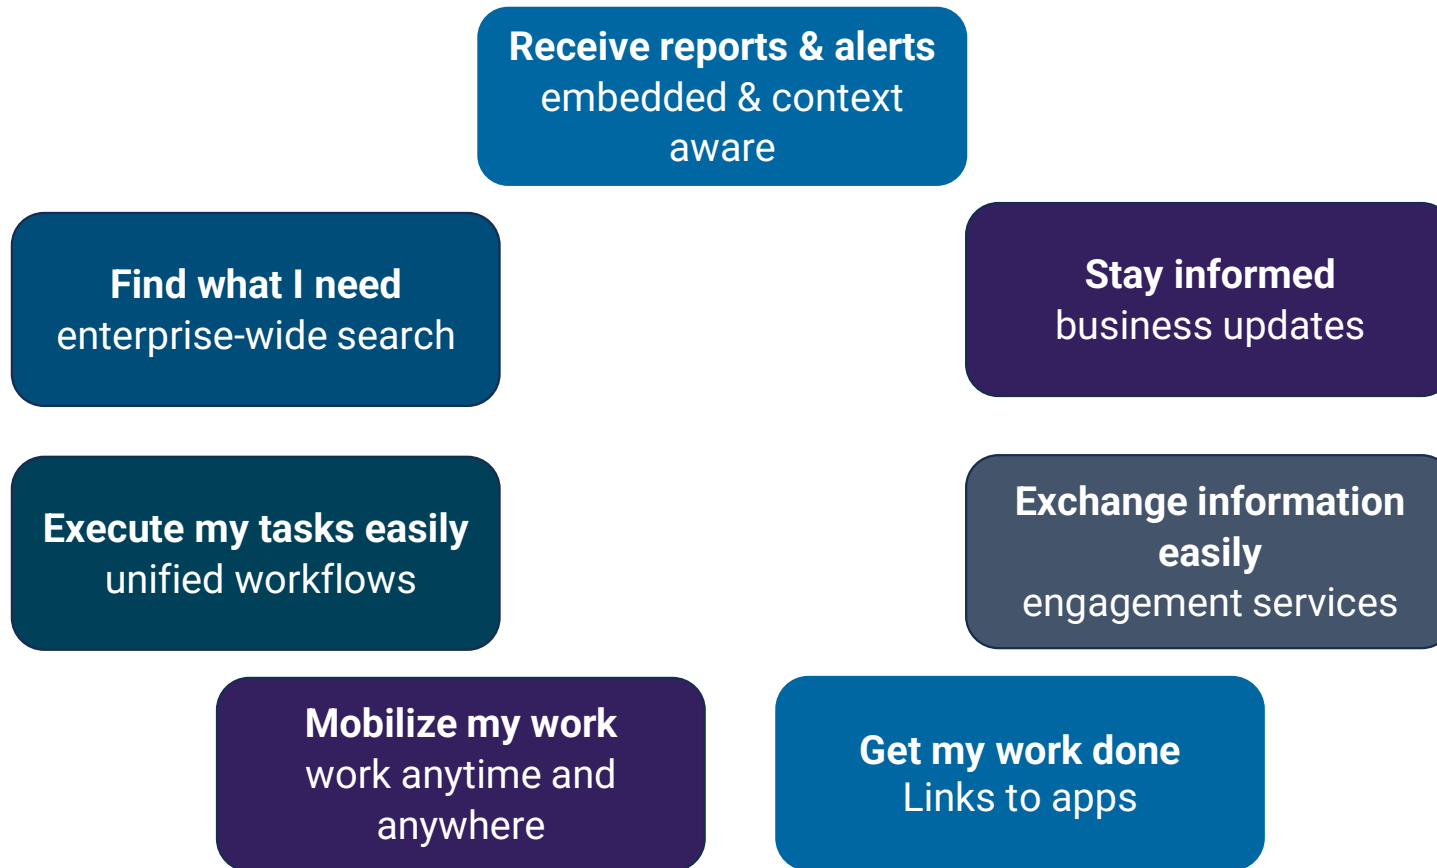 Receive reports & alerts
embedded & context
aware
Find what I need
enterprise-wide search
Stay informed
business updates
Execute my tasks easily
unified workflows
Exchange information
easily
engagement services
Mobilize my work
work anytime and
anywhere
Get my work done
Links to apps